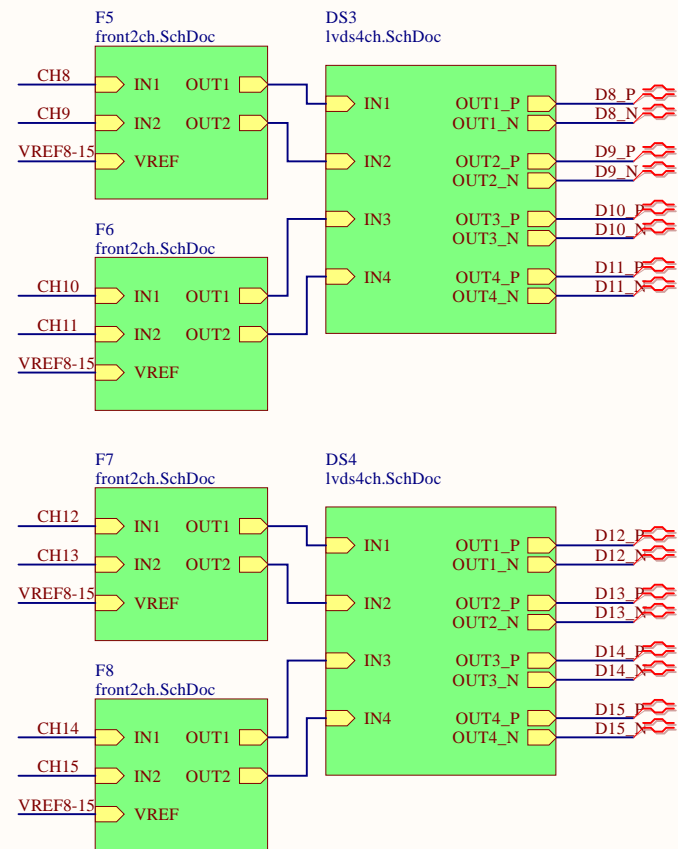 F5
front2ch.SchDoc
CH8
IN1 OUT1
CH9
IN2 OUT2
VREF8-15
VREF
DS3
lvds4ch.SchDoc
IN1
OUT1_P
D8_P
OUT1_N
D8_N
IN2
OUT2_P
D9_P
OUT2_N
D9_N
IN3
OUT3_P
D10_P
OUT3_N
D10_N
IN4
OUT4_P
D11_P
OUT4_N
D11_N
F6
front2ch.SchDoc
CH10
IN1 OUT1
CH11
IN2 OUT2
VREF8-15
VREF
F7
front2ch.SchDoc
CH12
IN1 OUT1
CH13
IN2 OUT2
VREF8-15
VREF
DS4
lvds4ch.SchDoc
IN1
OUT1_P
D12_P
OUT1_N
D12_N
IN2
OUT2_P
D13_P
OUT2_N
D13_N
IN3
OUT3_P
D14_P
OUT3_N
D14_N
IN4
OUT4_P
D15_P
OUT4_N
D15_N
F8
front2ch.SchDoc
CH14
IN1 OUT1
CH15
IN2 OUT2
VREF8-15
VREF